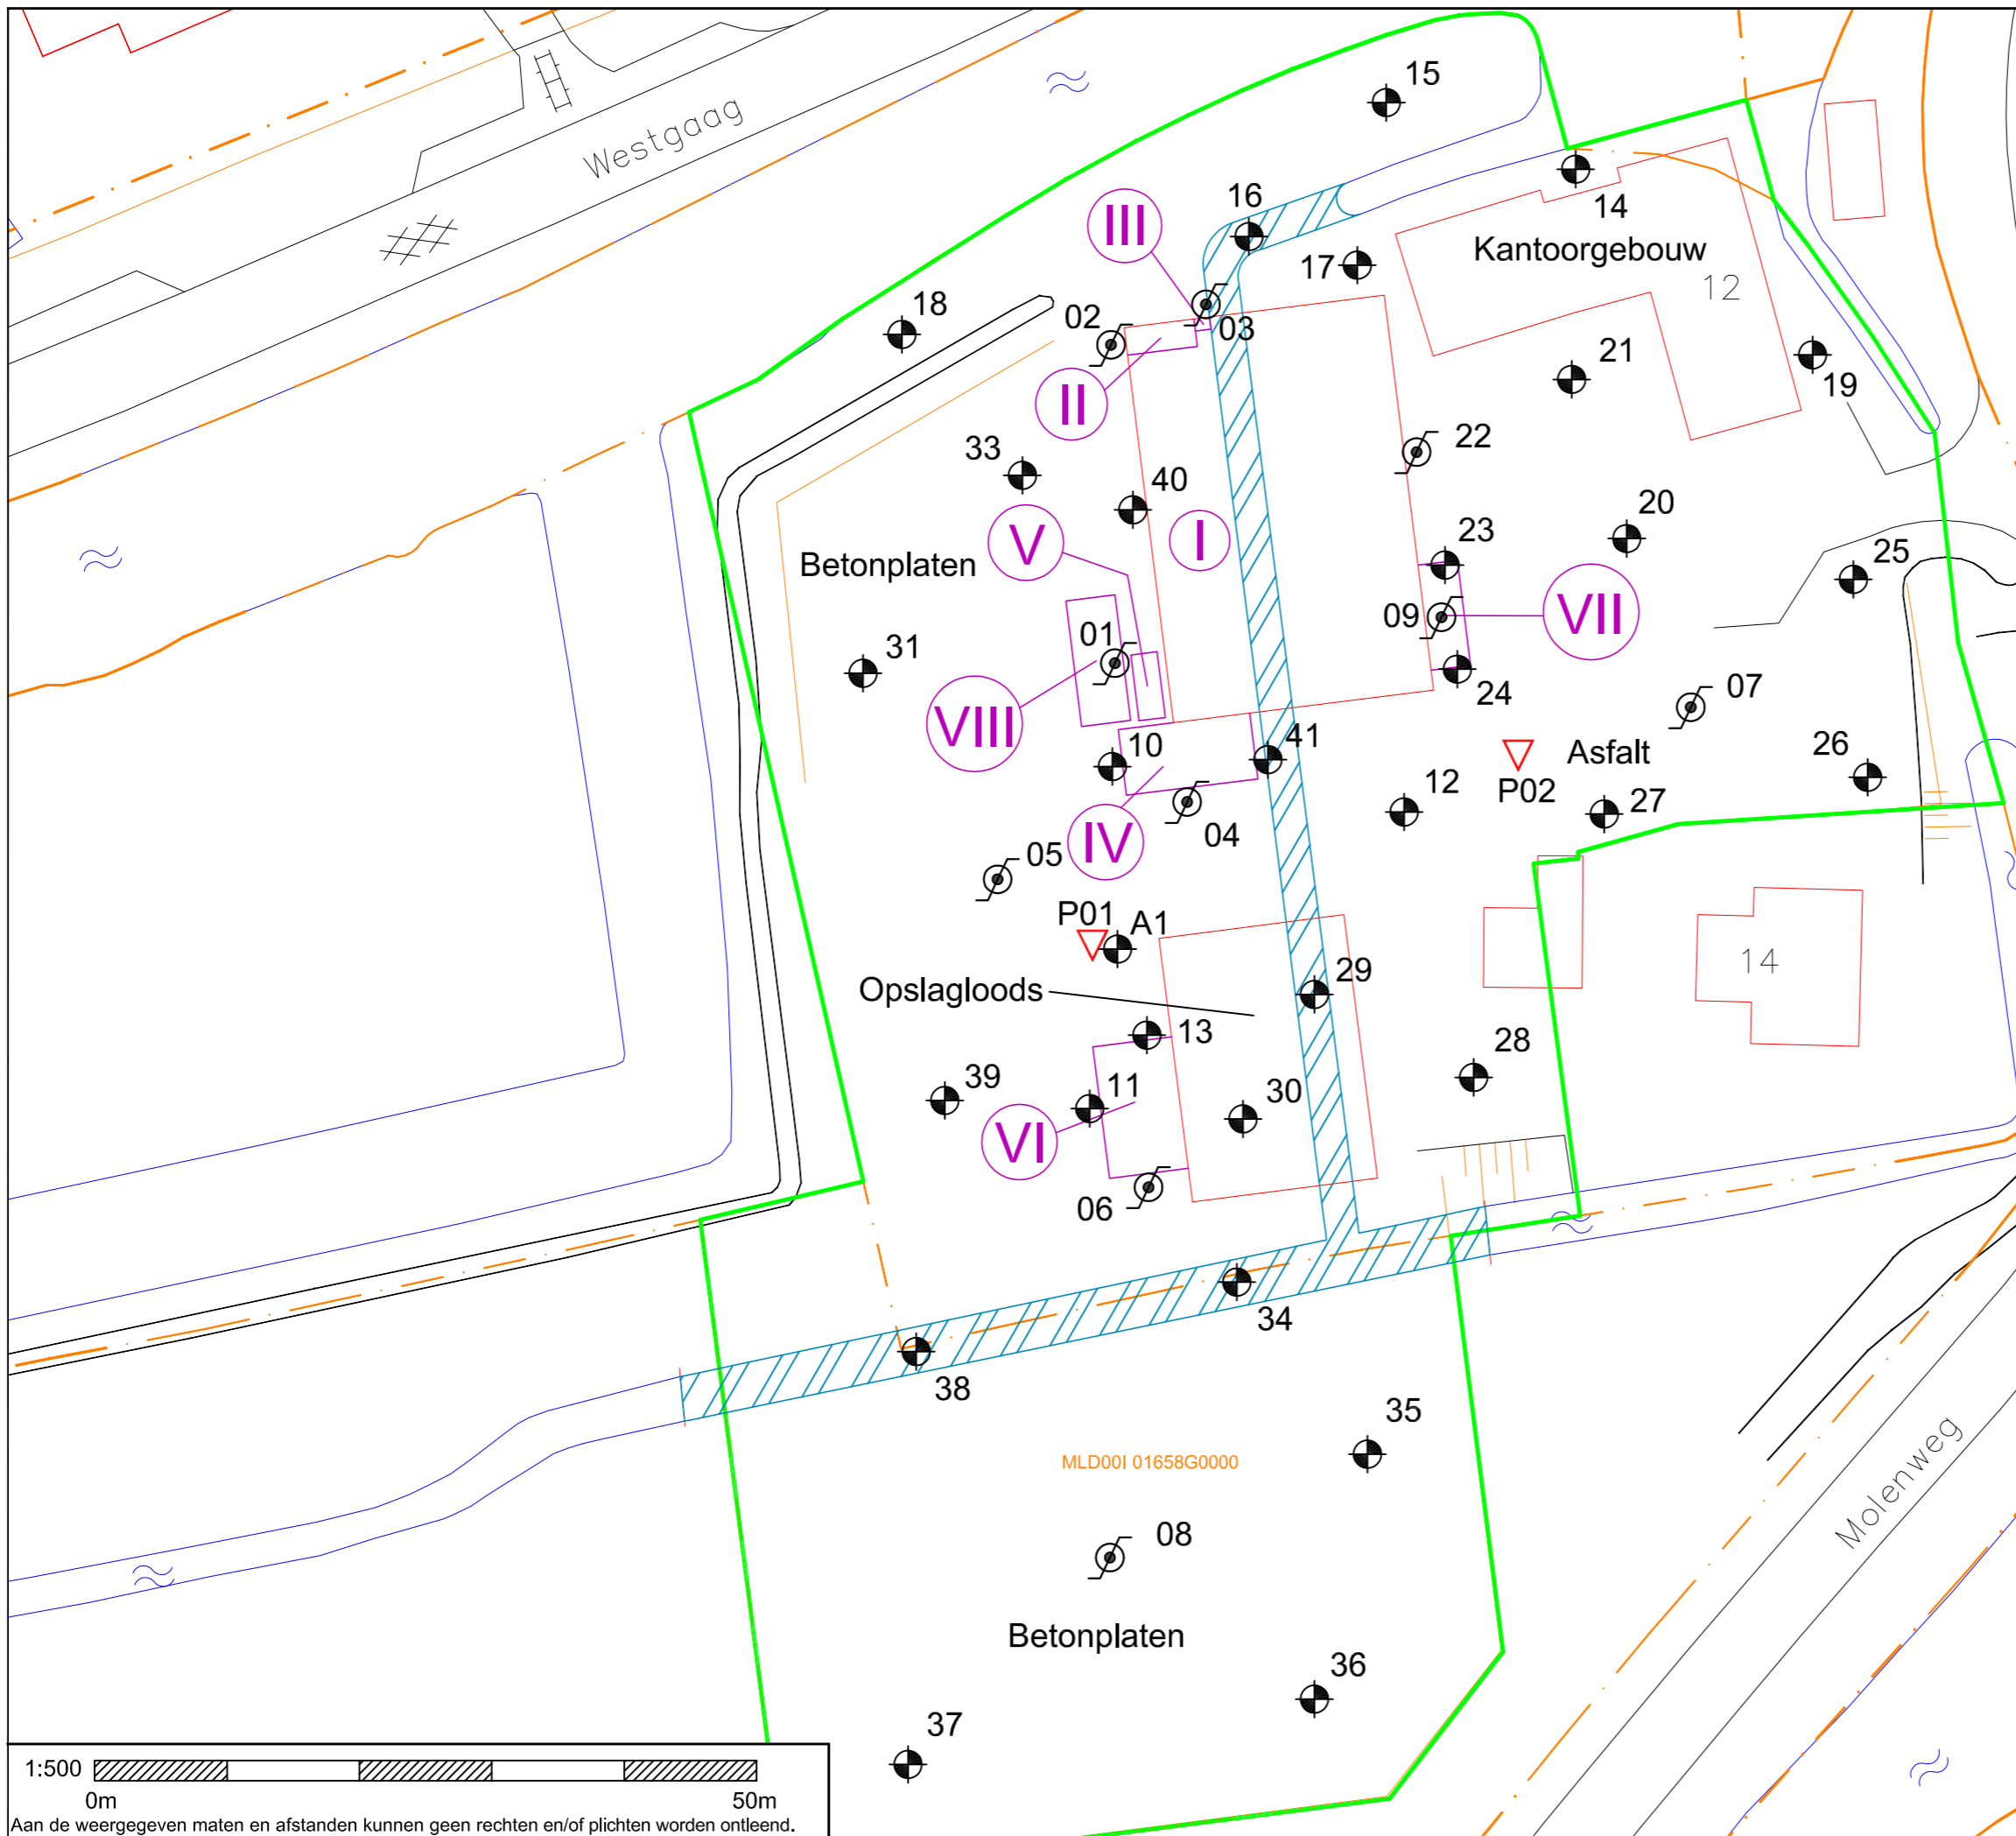 15
Westgaag
III
16
14
Kantoorgebouw
17
12
18
02
03
21
19
II
22
33
40
V
I
23
20
25
Betonplaten
09
VII
01
31
24
07
VIII
10
41
Asfalt
26
12
P02
27
IV
04
05
P01
A1
14
29
Opslagloods
13
28
39
11
30
VI
06
34
38
35
MLD00I 01658G0000
Molenweg
08
Betonplaten
36
37
1:500
0m 50m
Aan de weergegeven maten en afstanden kunnen geen rechten en/of plichten worden ontleend.